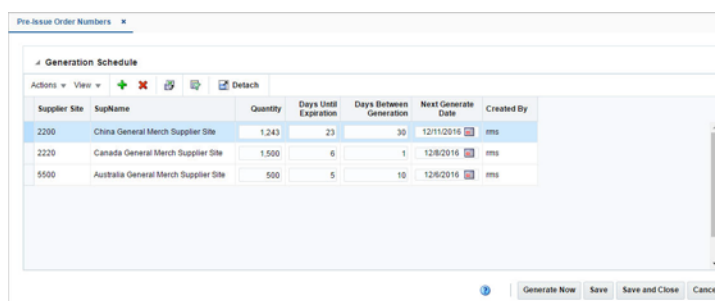 Pre-Issue Order Numbers ×
Generation Schedule
Actions View Detach
Supplier Site SupName Quantity Days Until Expiration Days Between Generation Next Generate Date Created By
2200 China General Merch Supplier Site 1,243 23 30 12/11/2016 rms
2220 Canada General Merch Supplier Site 1,500 6 1 12/8/2016 rms
5500 Australia General Merch Supplier Site 500 5 10 12/6/2016 rms
? Generate Now Save Save and Close Cance